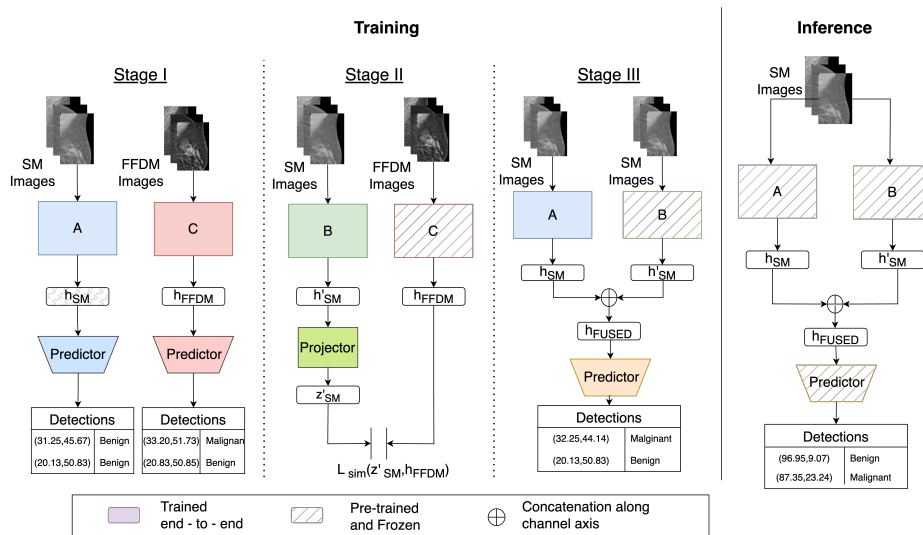 Training
Inference
Stage I
Stage II
Stage III
SM
Images
SM
Images
FFDM
Images
SM
Images
FFDM
Images
SM
Images
SM
Images
A
C
B
C
A
B
A
B
hSM
hFFDM
h'SM
hFFDM
hSM
h'SM
hSM
h'SM
Predictor
Predictor
Projector
hFUSED
hFUSED
z'SM
Predictor
Predictor
Detections
(31.25,45.67) Benign
(20.13,50.83) Benign
Detections
(33.20,51.73) Malignan
(20.83,50.85) Benign
L sim(z'SM,hFFDM)
Detections
(32.25,44.14) Malginant
(20.13,50.83) Benign
Detections
(96.95,9.07) Benign
(87.35,23.24) Malignant
Trained
end - to - end
Pre-trained
and Frozen
Concatenation along
channel axis